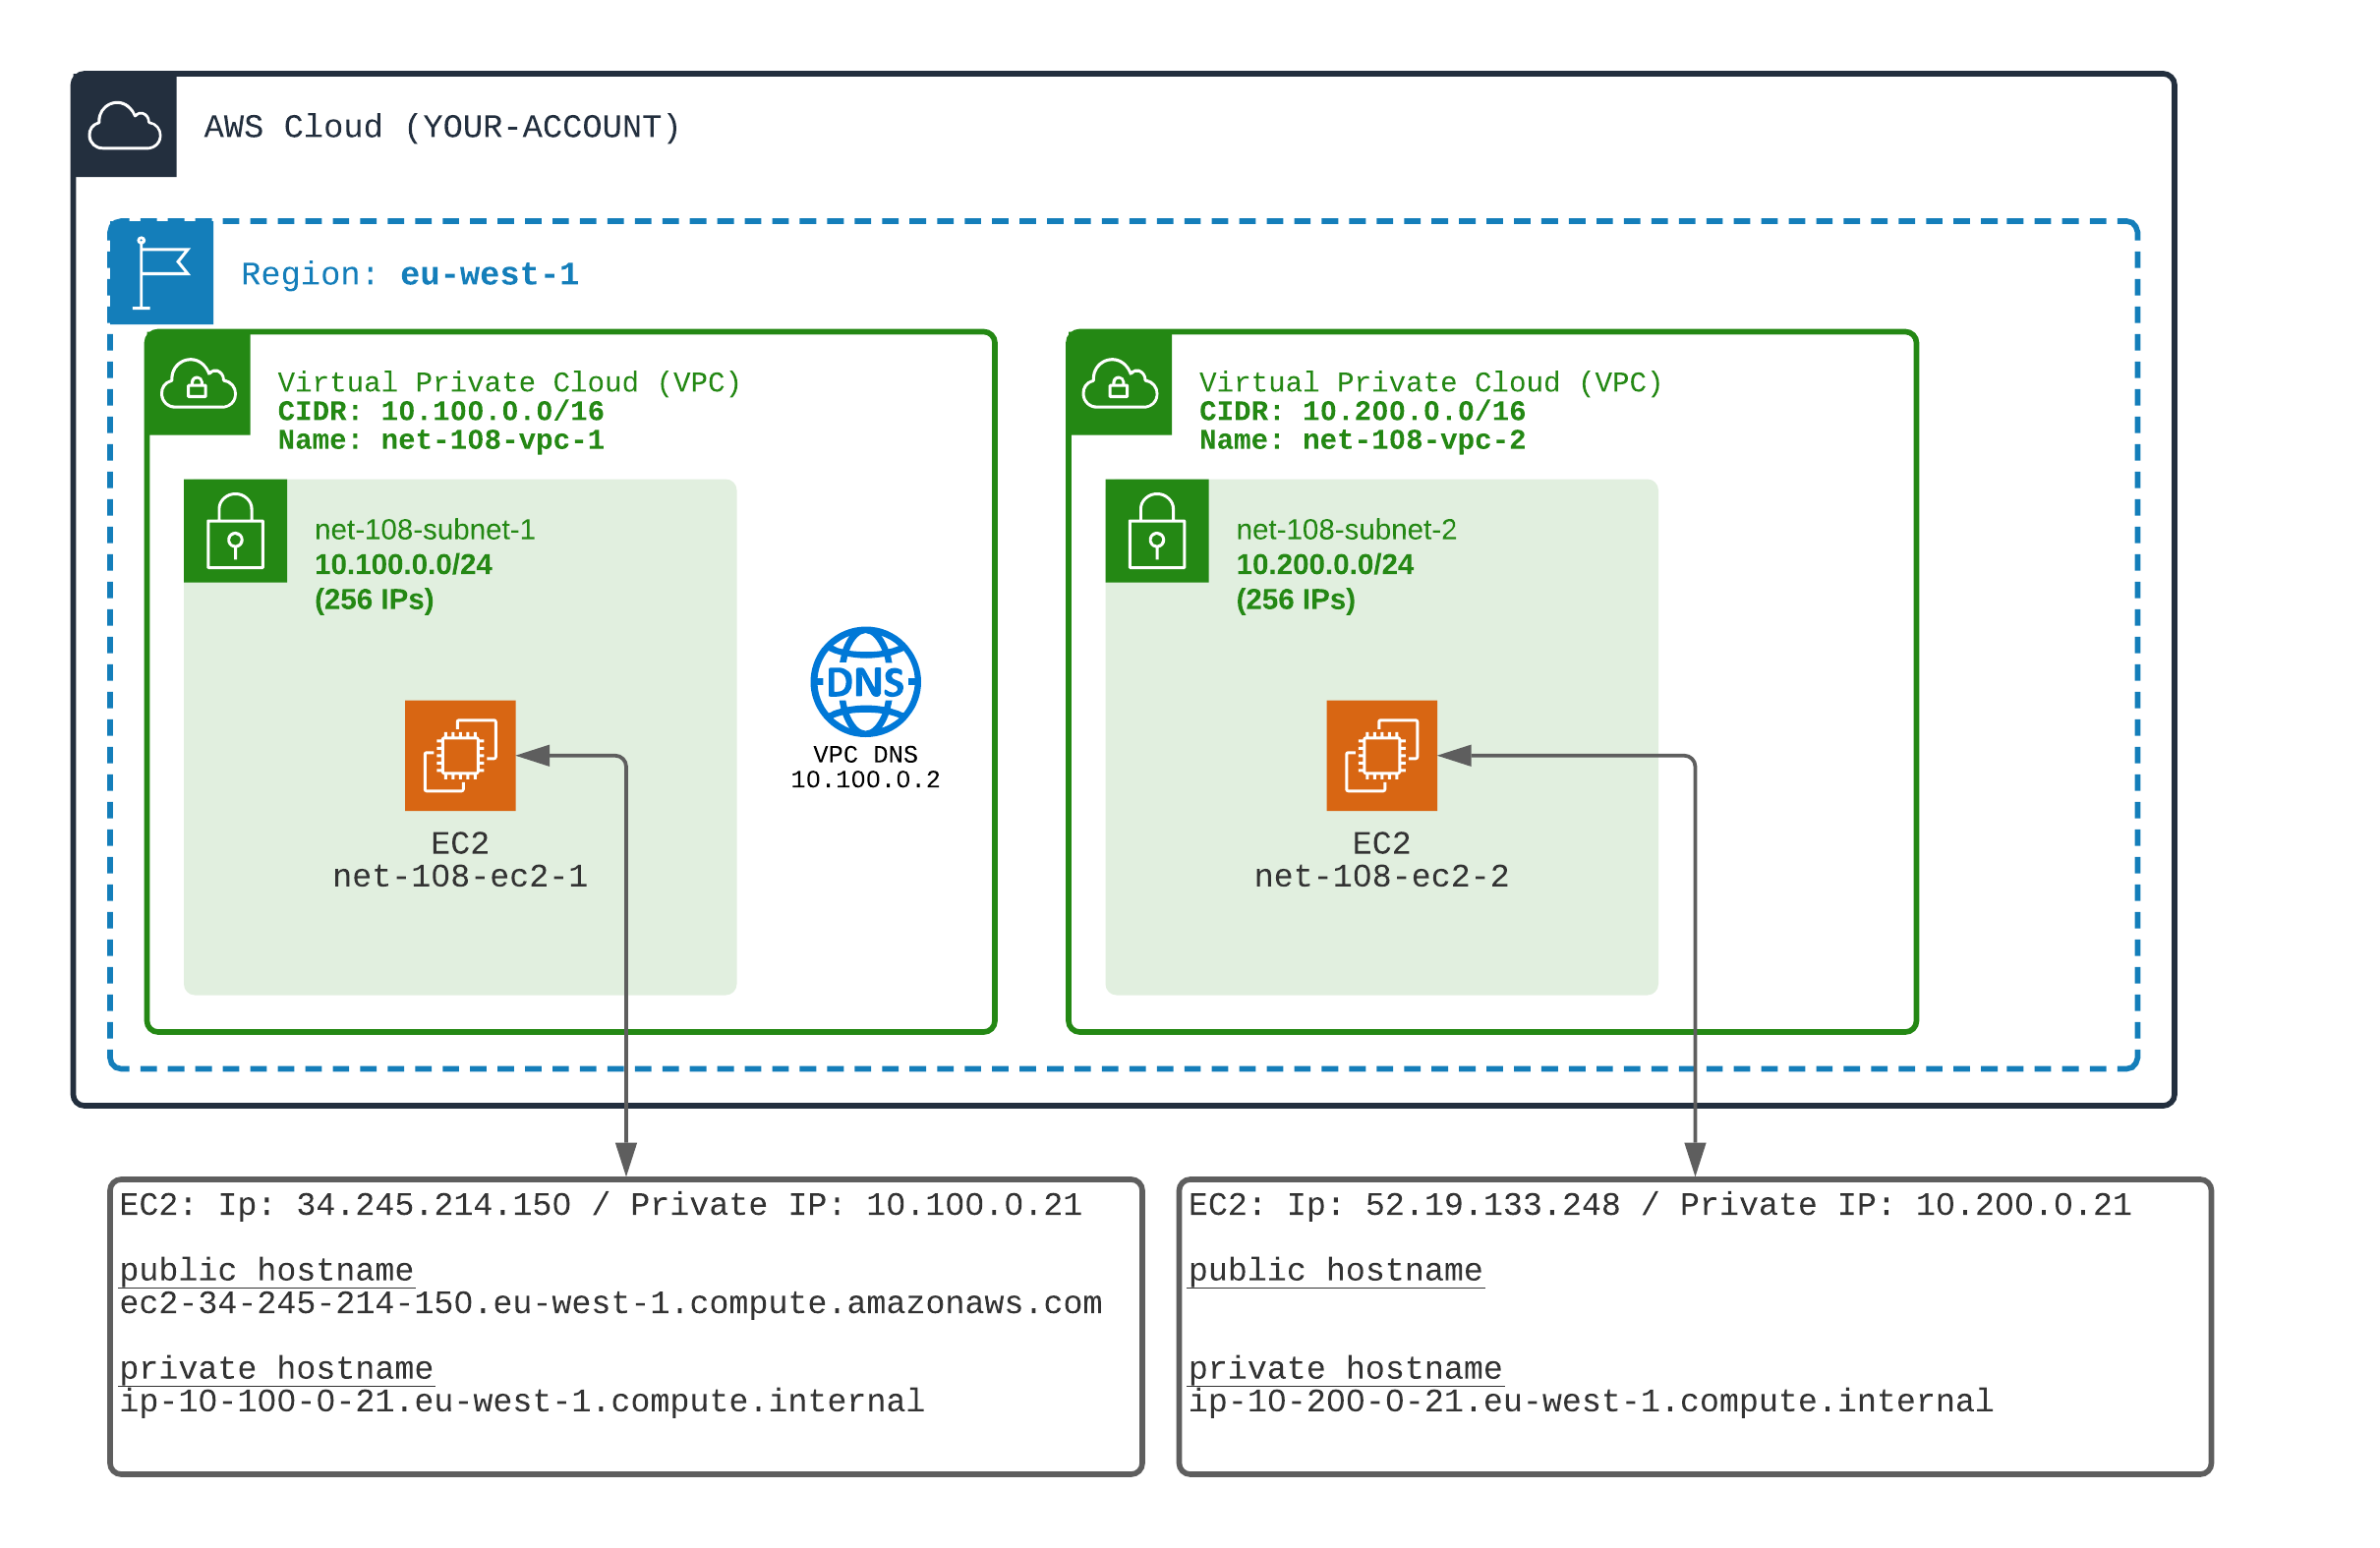 AWS Cloud (YOUR-ACCOUNT)
Region: eu-west-1
Virtual Private Cloud (VPC)
CIDR: 10.100.0.0/16
Name: net-108-vpc-1
net-108-subnet-1
10.100.0.0/24
(256 IPs)
DNS
VPC DNS
10.100.0.2
EC2
net-108-ec2-1
Virtual Private Cloud (VPC)
CIDR: 10.200.0.0/16
Name: net-108-vpc-2
net-108-subnet-2
10.200.0.0/24
(256 IPs)
EC2
net-108-ec2-2
EC2: Ip: 34.245.214.150 / Private IP: 10.100.0.21
public hostname
ec2-34-245-214-150.eu-west-1.compute.amazonaws.com
private hostname
ip-10-100-0-21.eu-west-1.compute.internal
EC2: Ip: 52.19.133.248 / Private IP: 10.200.0.21
public hostname
private hostname
ip-10-200-0-21.eu-west-1.compute.internal